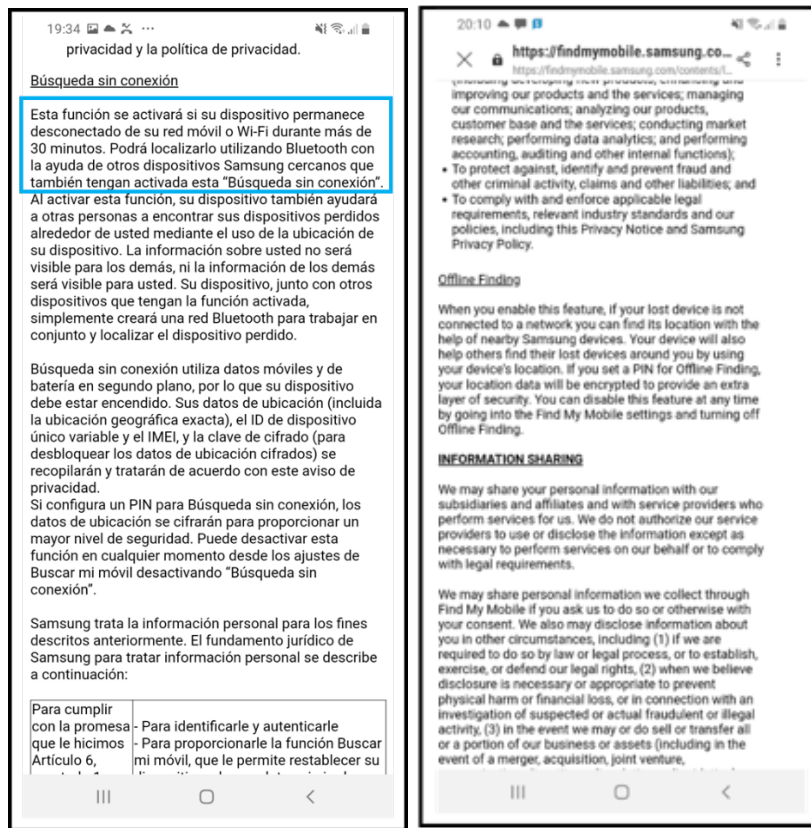 19:34 ...
privacidad y la política de privacidad.
Búsqueda sin conexión
Esta función se activará si su dispositivo permanece
desconectado de su red móvil o Wi-Fi durante más de
30 minutos. Podrá localizarlo utilizando Bluetooth con
la ayuda de otros dispositivos Samsung cercanos que
también tengan activada esta “Búsqueda sin conexión”.
Al activar esta función, su dispositivo también ayudará
a otras personas a encontrar sus dispositivos perdidos
alrededor de usted mediante el uso de la ubicación de
su dispositivo. La información sobre usted no será
visible para los demás, ni la información de los demás
será visible para usted. Su dispositivo, junto con otros
dispositivos que tengan la función activada,
simplemente creará una red Bluetooth para trabajar en
conjunto y localizar el dispositivo perdido.
Búsqueda sin conexión utiliza datos móviles y de
batería en segundo plano, por lo que su dispositivo
debe estar encendido. Sus datos de ubicación (incluida
la ubicación geográfica exacta), el ID de dispositivo
único variable y el IMEI, y la clave de cifrado (para
desbloquear los datos de ubicación cifrados) se
recopilarán y tratarán de acuerdo con este aviso de
privacidad.
Si configura un PIN para Búsqueda sin conexión, los
datos de ubicación se cifrarán para proporcionar un
mayor nivel de seguridad. Puede desactivar esta
función en cualquier momento desde los ajustes de
Buscar mi móvil desactivando “Búsqueda sin
conexión”.
Samsung trata la información personal para los fines
descritos anteriormente. El fundamento jurídico de
Samsung para tratar información personal se describe
a continuación:
Para cumplir
con la promesa
que le hicimos
Artículo 6,
- Para identificarle y autenticarle
- Para proporcionarle la función Buscar
mi móvil, que le permite restablecer su
20:10
https://findmymobile.samsung.co...
https://findmymobile.samsung.com/contents/l...
(including developing new products, enhancing
improving our products and the services; managing
our communications; analyzing our products,
customer base and the services; conducting market
research; performing data analytics; and performing
accounting, auditing and other internal functions);
• To protect against, identify and prevent fraud and
other criminal activity, claims and other liabilities; and
• To comply with and enforce applicable legal
requirements, relevant industry standards and our
policies, including this Privacy Notice and Samsung
Privacy Policy.
Offline Finding
When you enable this feature, if your lost device is not
connected to a network you can find its location with the
help of nearby Samsung devices. Your device will also
help others find their lost devices around you by using
your device's location. If you set a PIN for Offline Finding,
your location data will be encrypted to provide an extra
layer of security. You can disable this feature at any time
by going into the Find My Mobile settings and turning off
Offline Finding.
INFORMATION SHARING
We may share your personal information with our
subsidiaries and affiliates and with service providers who
perform services for us. We do not authorize our service
providers to use or disclose the information except as
necessary to perform services on our behalf or to comply
with legal requirements.
We may share personal information we collect through
Find My Mobile if you ask us to do so or otherwise with
your consent. We also may disclose information about
you in other circumstances, including (1) if we are
required to do so by law or legal process, or to establish,
exercise, or defend our legal rights, (2) when we believe
disclosure is necessary or appropriate to prevent
physical harm or financial loss, or in connection with an
investigation of suspected or actual fraudulent or illegal
activity, (3) in the event we may or do sell or transfer all
or a portion of our business or assets (including in the
event of a merger, acquisition, joint venture,